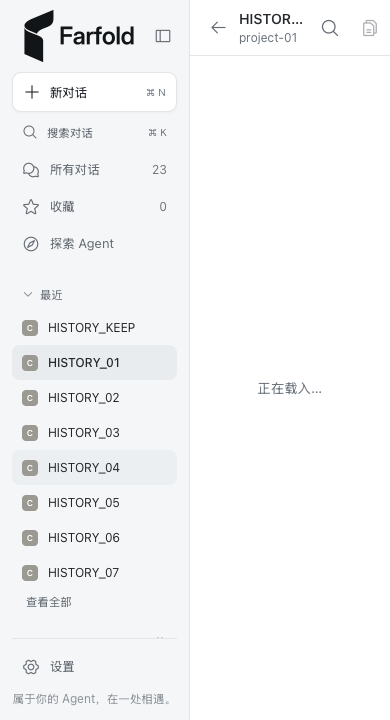 Farfold
新对话 ⌘ N
搜索对话 ⌘ K
所有对话 23
收藏 0
探索 Agent
最近
C HISTORY_KEEP
C HISTORY_01
C HISTORY_02
C HISTORY_03
C HISTORY_04
C HISTORY_05
C HISTORY_06
C HISTORY_07
查看全部
设置
属于你的 Agent，在一处相遇。
HISTOR...
project-01
正在载入...